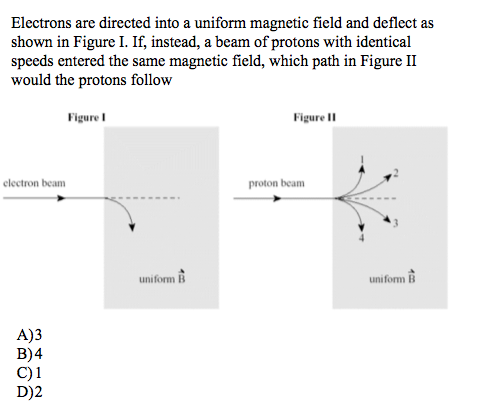 Electrons are directed into a uniform magnetic field and deflect as
shown in Figure I. If, instead, a beam of protons with identical
speeds entered the same magnetic field, which path in Figure II
would the protons follow
Figure I
Figure II
electron beam
proton beam
1
2
3
4
uniform B⃗
uniform B⃗
A)3
B)4
C)1
D)2